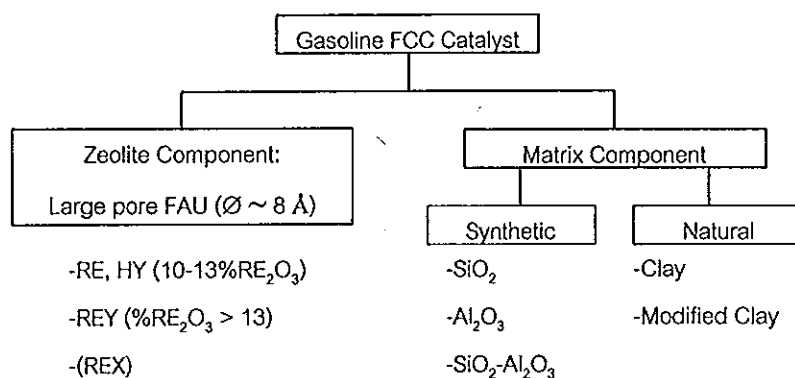 Gasoline FCC Catalyst
Zeolite Component:
Large pore FAU (Ø ~ 8 Å)
-RE, HY (10-13%RE₂O₃)
-REY (%RE₂O₃ > 13)
-(REX)
Matrix Component
Synthetic
-SiO₂
-Al₂O₃
-SiO₂-Al₂O₃
Natural
-Clay
-Modified Clay